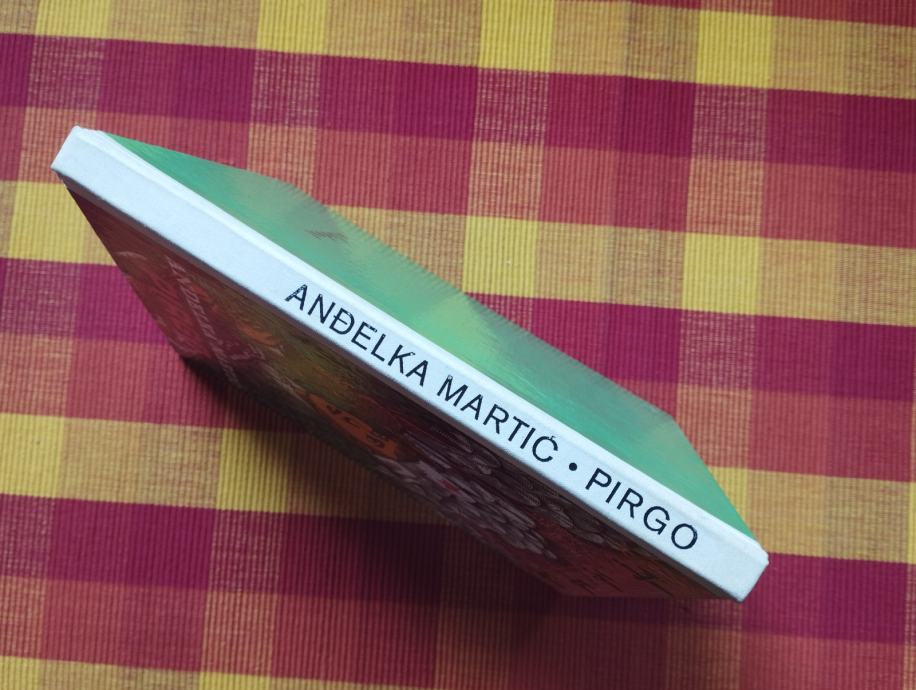 ANĐELKA MARTIĆ • PIRGO